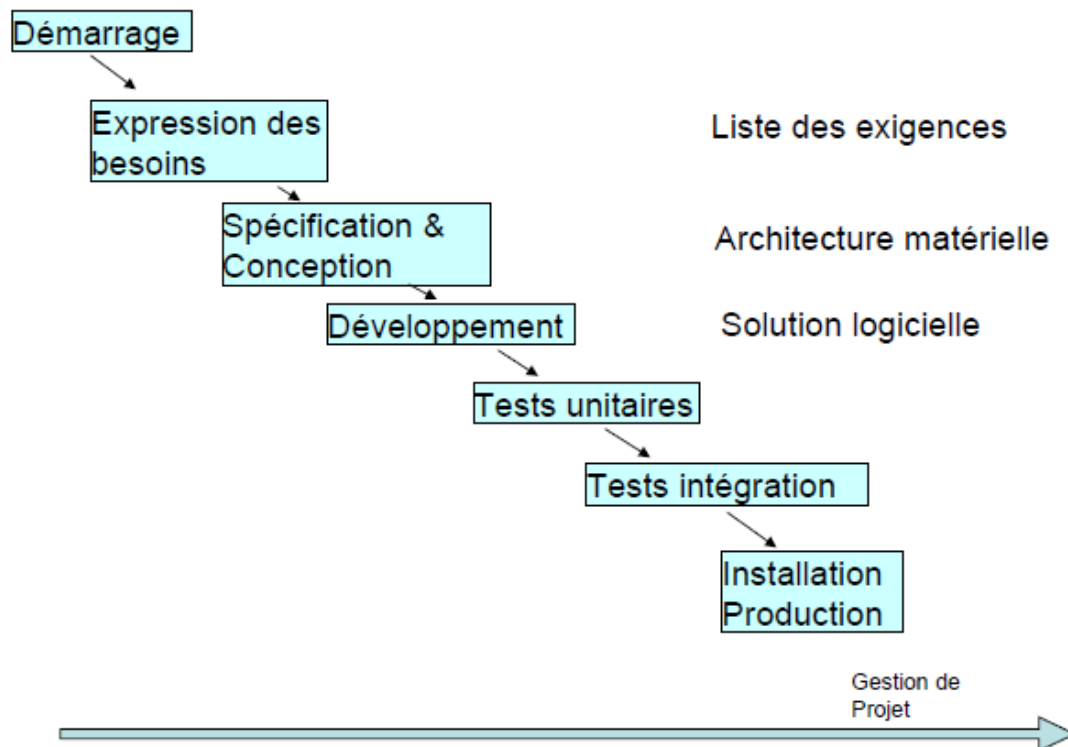 Démarrage
Expression des
besoins
Liste des exigences
Spécification &
Conception
Architecture matérielle
Développement
Solution logicielle
Tests unitaires
Tests intégration
Installation
Production
Gestion de
Projet